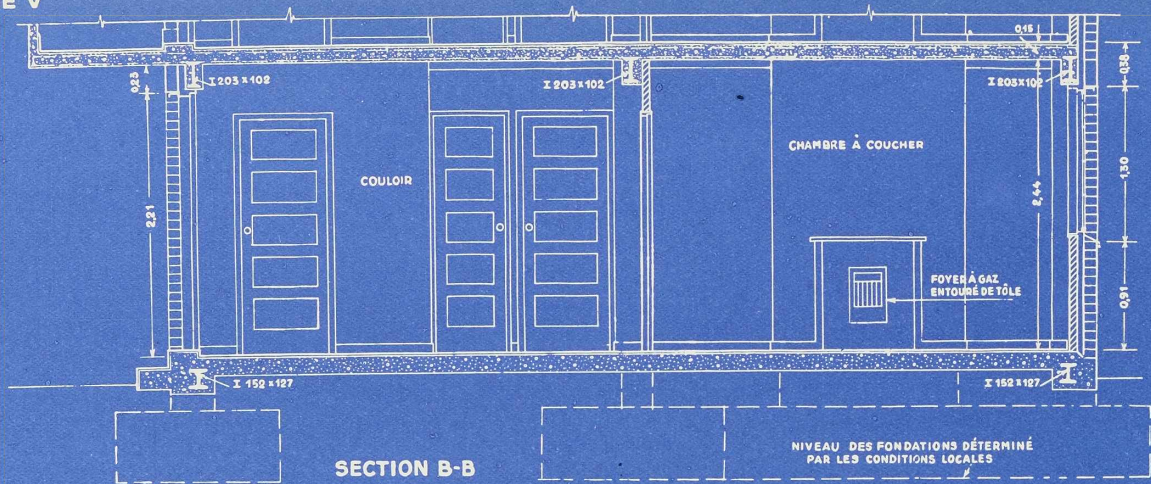 E V
0,15
0,23
I 203 x 102
I 203 x 102
I 203 x 102
0,38
CHAMBRE À COUCHER
COULOIR
1,30
2,21
2,44
FOYER À GAZ
ENTOURÉ DE TÔLE
0,91
I 152 x 127
I 152 x 127
NIVEAU DES FONDATIONS DÉTERMINÉ
PAR LES CONDITIONS LOCALES
SECTION B-B